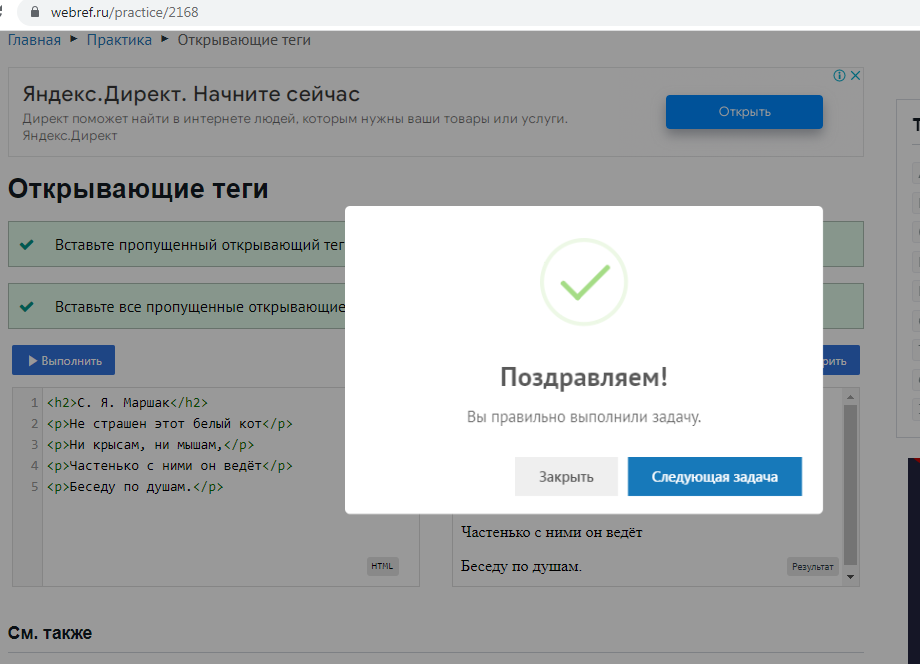 webref.ru/practice/2168
Главная ▸ Практика ▸ Открывающие теги
Яндекс.Директ. Начните сейчас
Директ поможет найти в интернете людей, которым нужны ваши товары или услуги.
Яндекс.Директ
Открыть
Открывающие теги
Вставьте пропущенный открывающий тег
Вставьте все пропущенные открывающие
Выполнить
Поздравляем!
Вы правильно выполнили задачу.
Закрыть
Следующая задача
1 <h2>С. Я. Маршак</h2>
2 <p>Не страшен этот белый кот</p>
3 <p>Ни крысам, ни мышам,</p>
4 <p>Частенько с ними он ведёт</p>
5 <p>Беседу по душам.</p>
HTML
Частенько с ними он ведёт
Беседу по душам.
Результат
См. также